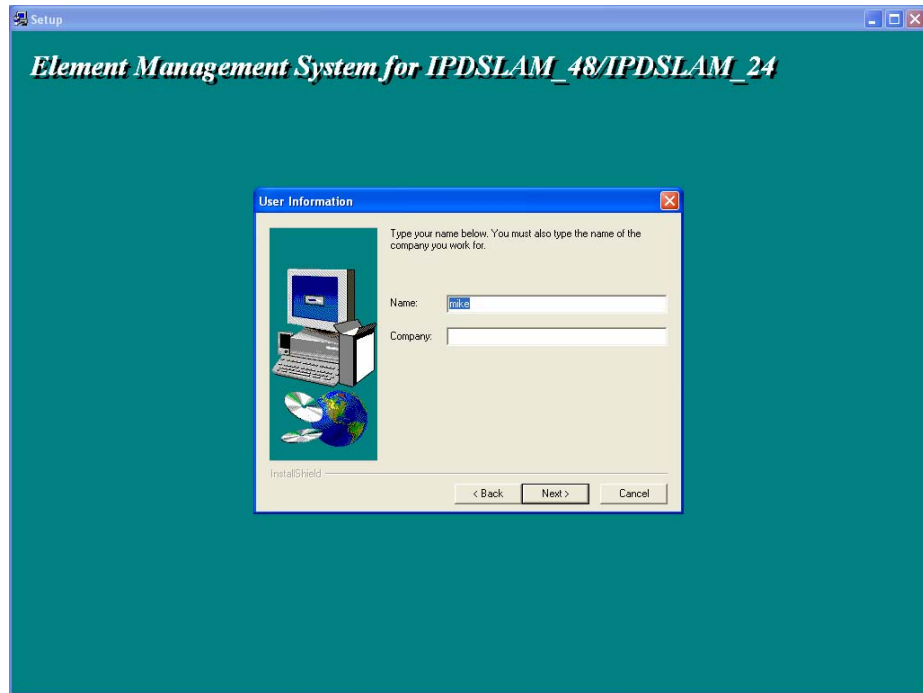 Setup
Element Management System for IPDSLAM_48/IPDSLAM_24
User Information
Type your name below. You must also type the name of the
company you work for.
Name: mike
Company:
InstallShield
< Back Next > Cancel